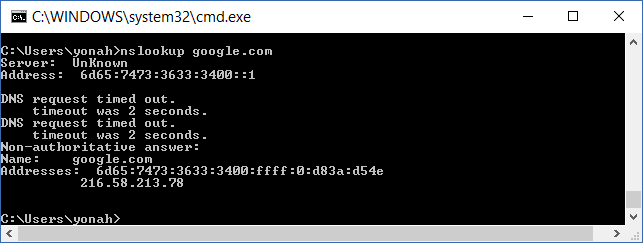 C:\WINDOWS\system32\cmd.exe
C:\Users\yonah>nslookup google.com
Server:  UnKnown
Address:  6d65:7473:3633:3400::1
DNS request timed out.
    timeout was 2 seconds.
DNS request timed out.
    timeout was 2 seconds.
Non-authoritative answer:
Name:    google.com
Addresses:  6d65:7473:3633:3400:ffff:0:d83a:d54e
          216.58.213.78
C:\Users\yonah>